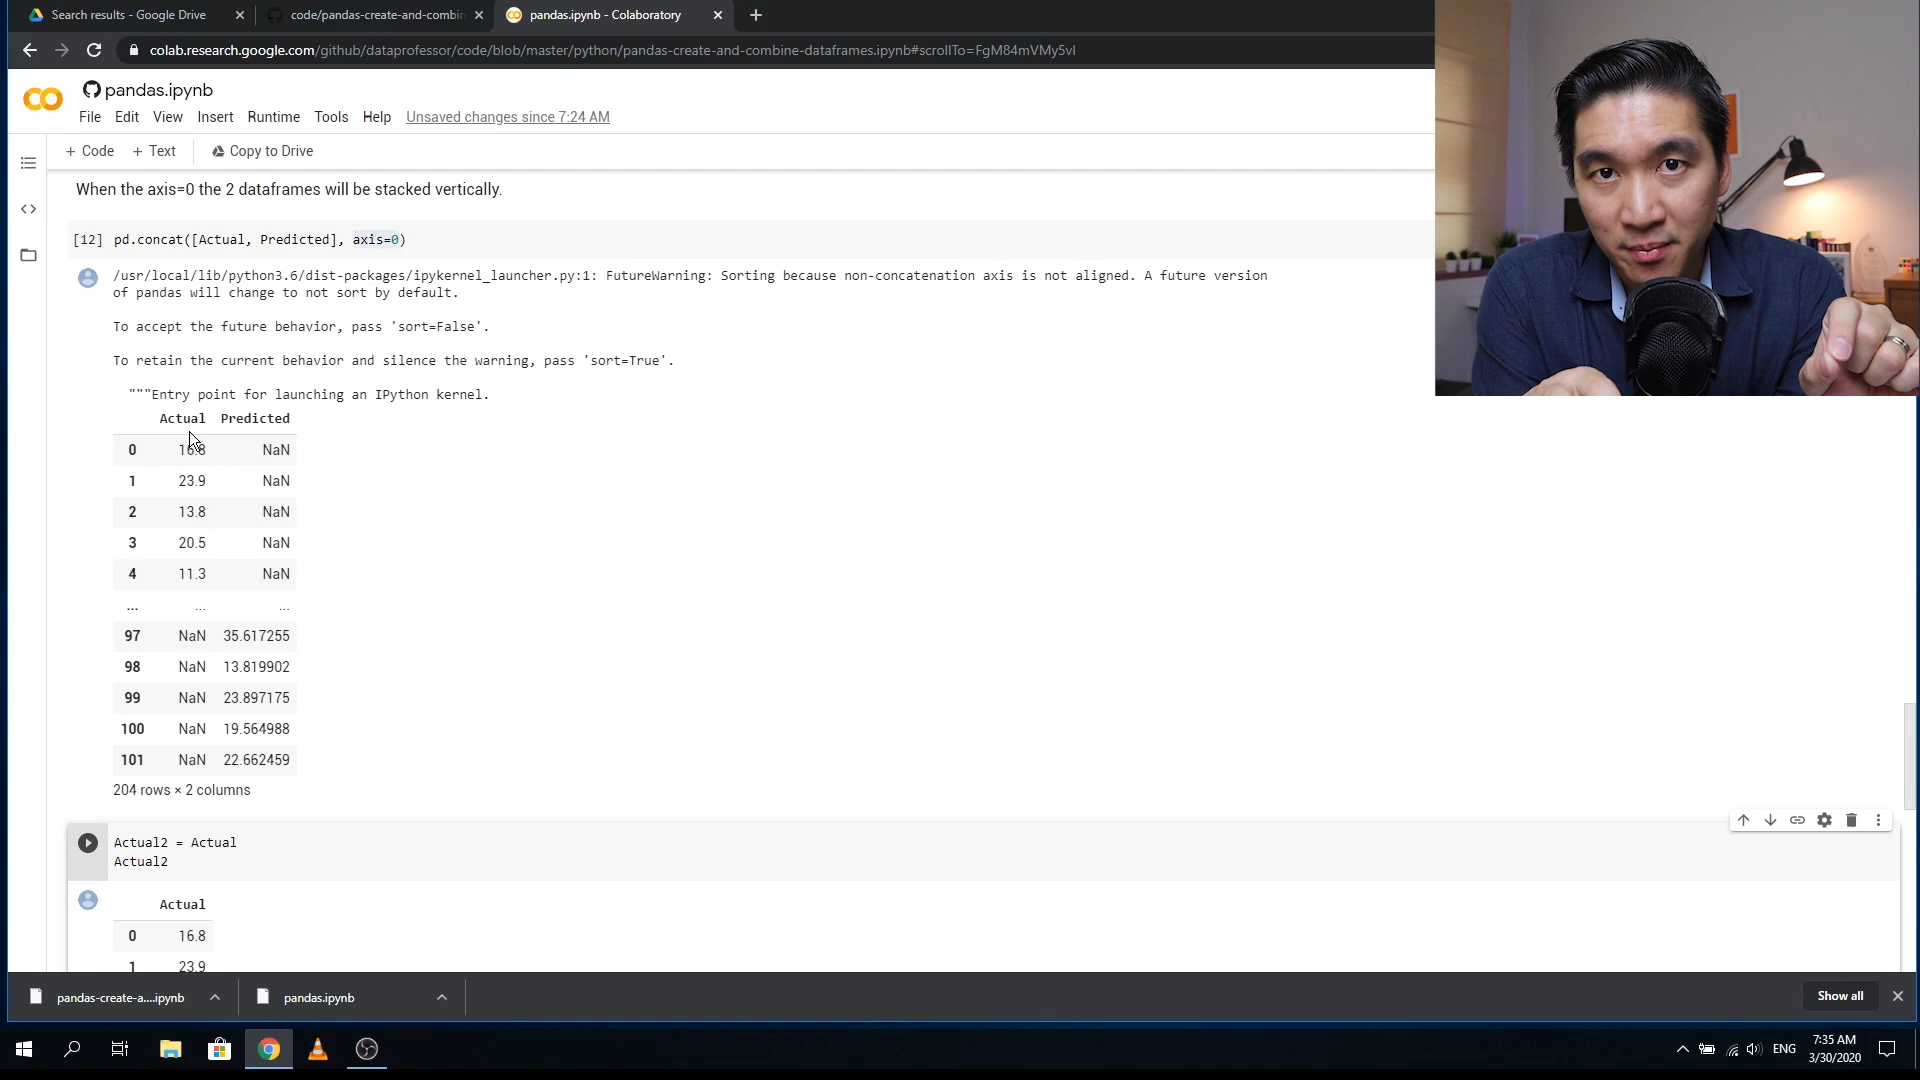 Search results - Google Drive
code/pandas-create-and-combin
pandas.ipynb - Colaboratory
colab.research.google.com/github/dataprofessor/code/blob/master/python/pandas-create-and-combine-dataframes.ipynb#scrollTo=FgM84mVMy5vI
pandas.ipynb
File Edit View Insert Runtime Tools Help Unsaved changes since 7:24 AM
+ Code + Text Copy to Drive
When the axis=0 the 2 dataframes will be stacked vertically.
[12] pd.concat([Actual, Predicted], axis=0)
/usr/local/lib/python3.6/dist-packages/ipykernel_launcher.py:1: FutureWarning: Sorting because non-concatenation axis is not aligned. A future version
of pandas will change to not sort by default.
To accept the future behavior, pass 'sort=False'.
To retain the current behavior and silence the warning, pass 'sort=True'.
"""Entry point for launching an IPython kernel.
Actual Predicted
0 16.8 NaN
1 23.9 NaN
2 13.8 NaN
3 20.5 NaN
4 11.3 NaN
... ... ...
97 NaN 35.617255
98 NaN 13.819902
99 NaN 23.897175
100 NaN 19.564988
101 NaN 22.662459
204 rows × 2 columns
Actual2 = Actual
Actual2
Actual
0 16.8
1 23.9
pandas-create-a....ipynb
pandas.ipynb
Show all
ENG
7:35 AM
3/30/2020